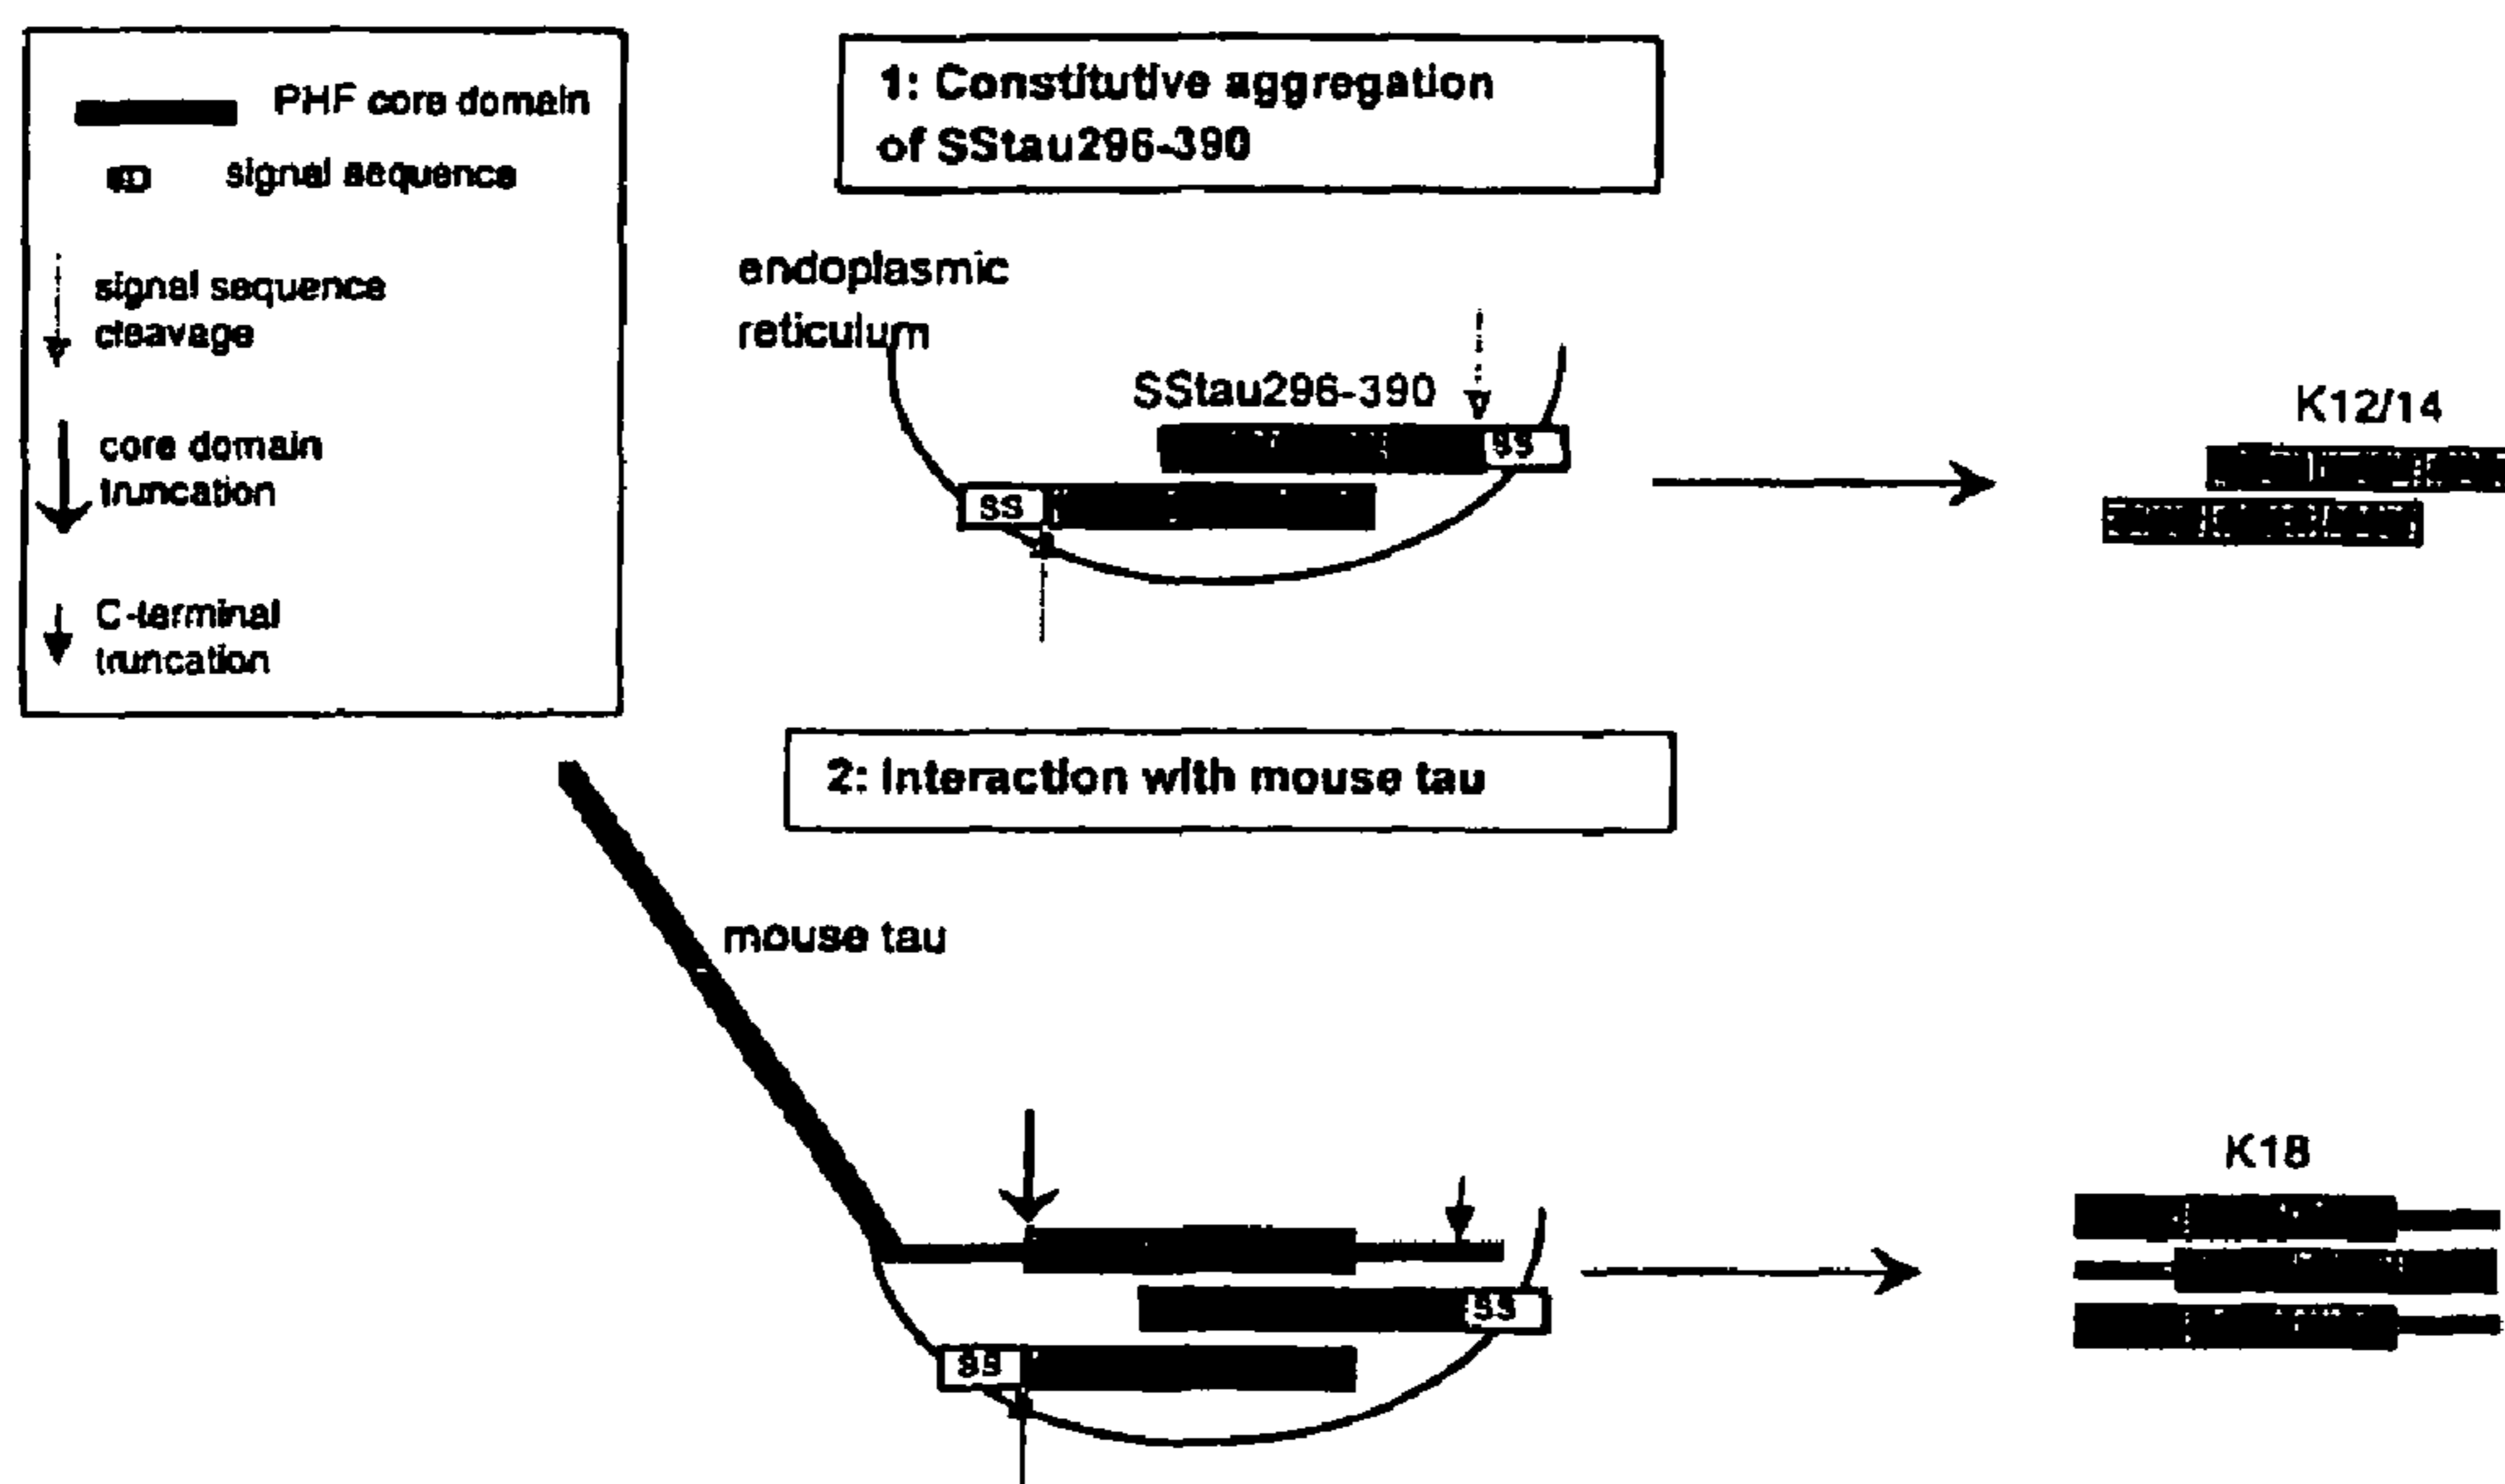 PHF core domain
signal sequence
signal sequence
cleavage
core domain
truncation
C-terminal
truncation
1: Constitutive aggregation
of SStau296-390
endoplasmic
reticulum
SStau296-390
SS
SS
K12/14
2: Interaction with mouse tau
mouse tau
K18
SS
SS